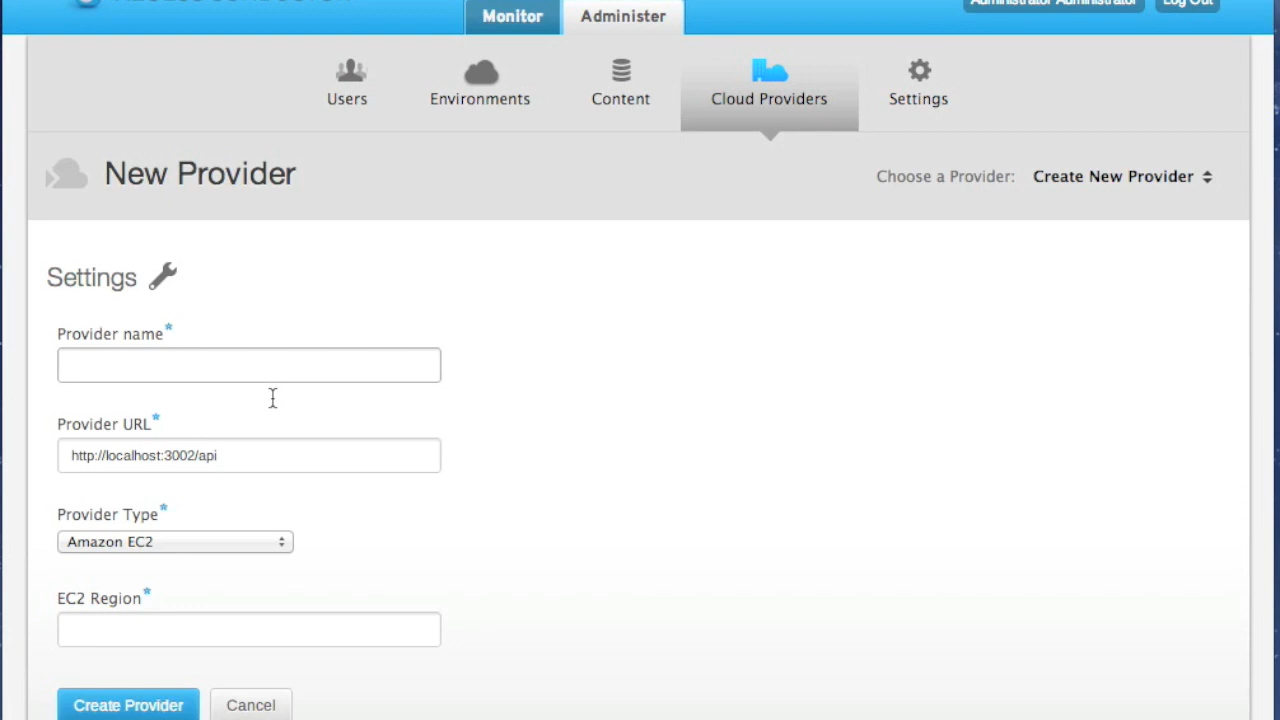 Monitor
Administer
Administrator Administrator
Log Out
Users
Environments
Content
Cloud Providers
Settings
New Provider
Choose a Provider: Create New Provider
Settings
Provider name*
Provider URL*
http://localhost:3002/api
Provider Type*
Amazon EC2
EC2 Region*
Create Provider
Cancel